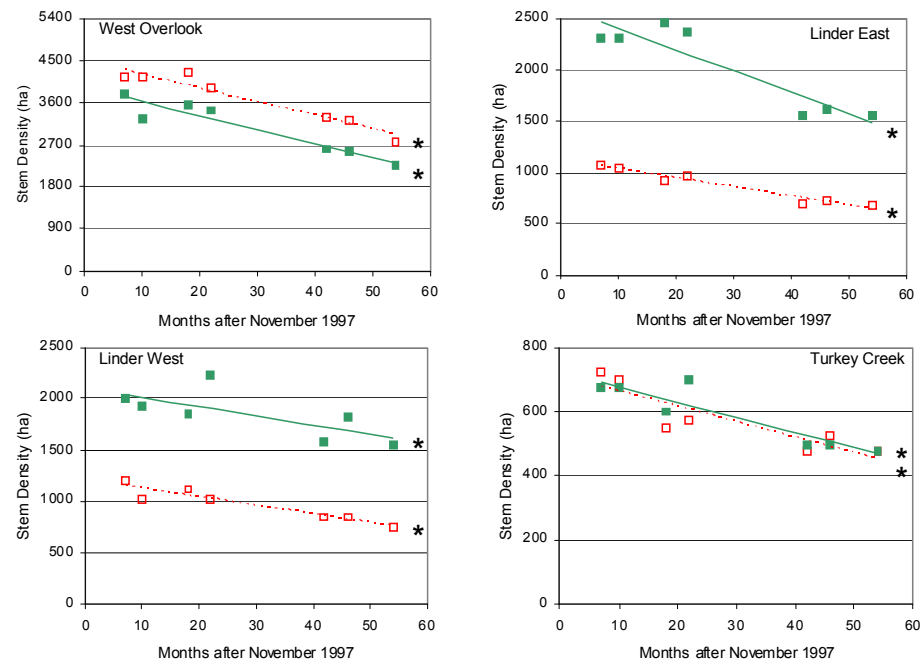 West Overlook
Stem Density (ha)
5400
4500
3600
2700
1800
900
0
0 10 20 30 40 50 60
Months after November 1997
*
*
Linder East
Stem Density (ha)
2500
2000
1500
1000
500
0
0 10 20 30 40 50 60
Months after November 1997
*
*
Linder West
Stem Density (ha)
2500
2000
1500
1000
500
0
0 10 20 30 40 50 60
Months after November 1997
*
*
Turkey Creek
Stem Density (ha)
800
600
400
200
0
0 10 20 30 40 50 60
Months after November 1997
*
*